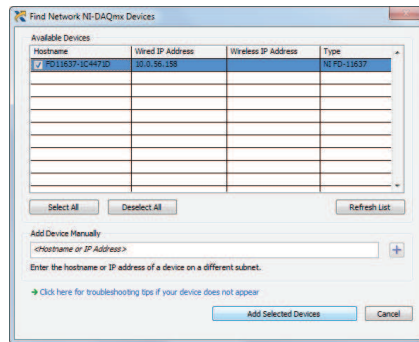 Find Network NI-DAQmx Devices
Available Devices
Hostname Wired IP Address Wireless IP Address Type
FD11637-1C4471D 10.0.56.158 NI FD-11637
Select All Deselect All Refresh List
Add Device Manually
<Hostname or IP Address>
Enter the hostname or IP address of a device on a different subnet.
Click here for troubleshooting tips if your device does not appear
Add Selected Devices Cancel